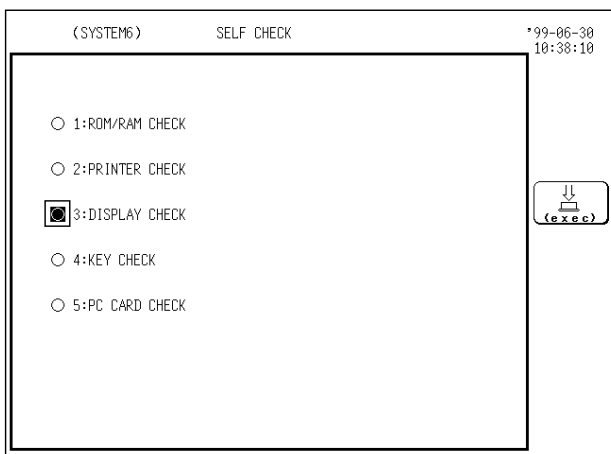 (SYSTEM6) SELF CHECK '99-06-30
10:38:10
1:ROM/RAM CHECK
2:PRINTER CHECK
3:DISPLAY CHECK
(exec)
4:KEY CHECK
5:PC CARD CHECK